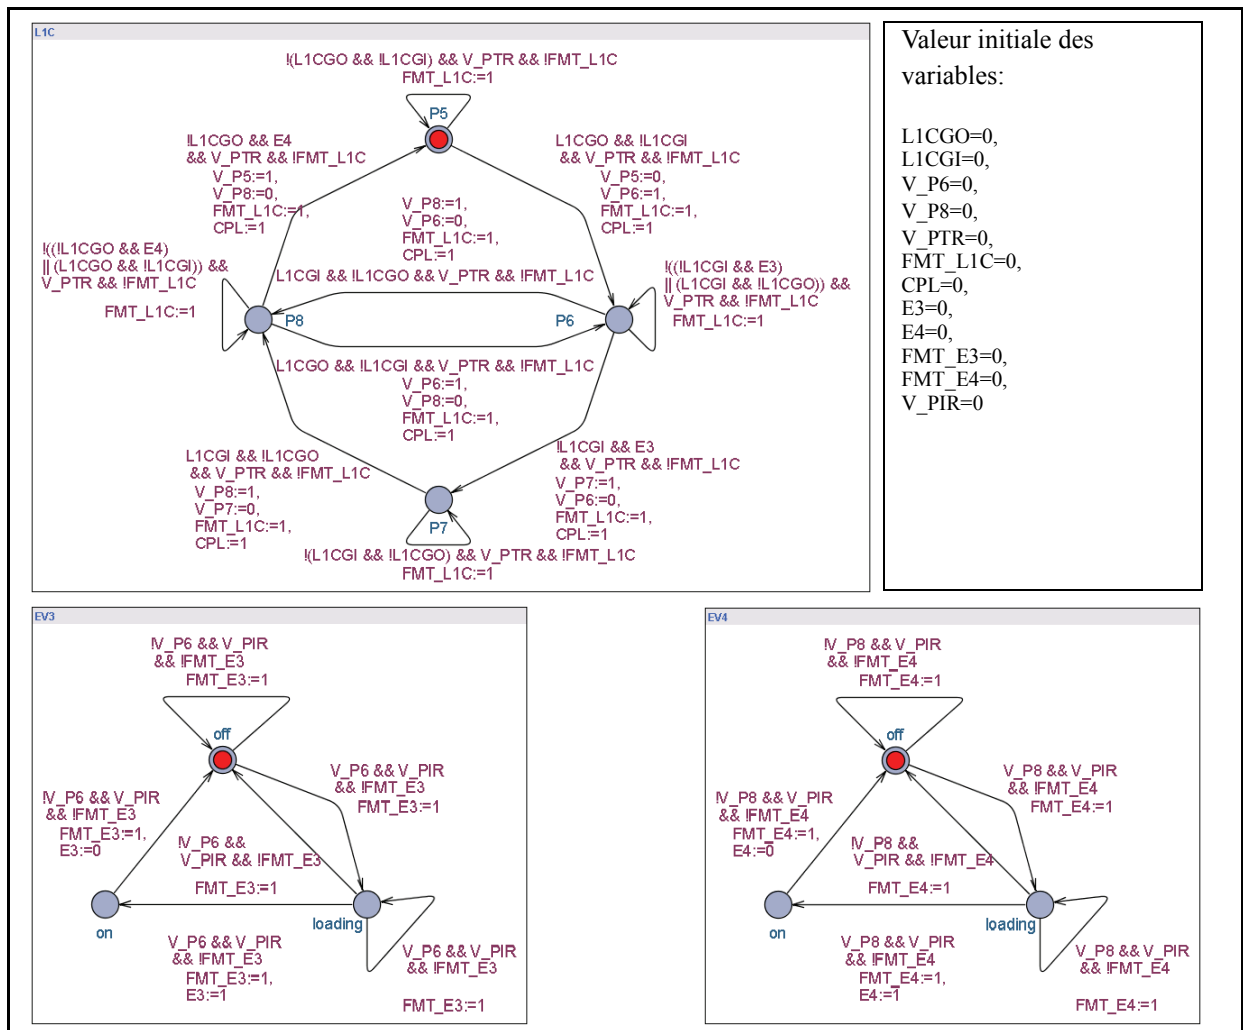 L1C
!(L1CGO && !L1CGI) && V_PTR && !FMT_L1C
FMT_L1C:=1
P5
!L1CGO && E4
&& V_PTR && !FMT_L1C
V_P5:=1,
V_P8:=0,
FMT_L1C:=1,
CPL:=1
L1CGO && !L1CGI
&& V_PTR && !FMT_L1C
V_P5:=0,
V_P6:=1,
FMT_L1C:=1,
CPL:=1
V_P8:=1,
V_P6:=0,
FMT_L1C:=1,
CPL:=1
L1CGI && !L1CGO && V_PTR && !FMT_L1C
!((!L1CGO && E4)
|| (L1CGO && !L1CGI)) &&
V_PTR && !FMT_L1C
FMT_L1C:=1
!((!L1CGI && E3)
|| (L1CGI && !L1CGO)) &&
V_PTR && !FMT_L1C
FMT_L1C:=1
P8
P6
L1CGO && !L1CGI && V_PTR && !FMT_L1C
V_P6:=1,
V_P8:=0,
FMT_L1C:=1,
CPL:=1
L1CGI && !L1CGO
&& V_PTR && !FMT_L1C
V_P8:=1,
V_P7:=0,
FMT_L1C:=1,
CPL:=1
!L1CGI && E3
&& V_PTR && !FMT_L1C
V_P7:=1,
V_P6:=0,
FMT_L1C:=1,
CPL:=1
P7
!(L1CGI && !L1CGO) && V_PTR && !FMT_L1C
FMT_L1C:=1
Valeur initiale des
variables:
L1CGO=0,
L1CGI=0,
V_P6=0,
V_P8=0,
V_PTR=0,
FMT_L1C=0,
CPL=0,
E3=0,
E4=0,
FMT_E3=0,
FMT_E4=0,
V_PIR=0
EV3
!V_P6 && V_PIR
&& !FMT_E3
FMT_E3:=1
off
V_P6 && V_PIR
&& !FMT_E3
FMT_E3:=1
!V_P6 && V_PIR
&& !FMT_E3
FMT_E3:=1,
E3:=0
!V_P6 &&
V_PIR && !FMT_E3
FMT_E3:=1
on
loading
V_P6 && V_PIR
&& !FMT_E3
FMT_E3:=1,
E3:=1
V_P6 && V_PIR
&& !FMT_E3
FMT_E3:=1
EV4
!V_P8 && V_PIR
&& !FMT_E4
FMT_E4:=1
off
V_P8 && V_PIR
&& !FMT_E4
FMT_E4:=1
!V_P8 && V_PIR
&& !FMT_E4
FMT_E4:=1,
E4:=0
!V_P8 &&
V_PIR && !FMT_E4
FMT_E4:=1
on
loading
V_P8 && V_PIR
&& !FMT_E4
FMT_E4:=1,
E4:=1
V_P8 && V_PIR
&& !FMT_E4
FMT_E4:=1